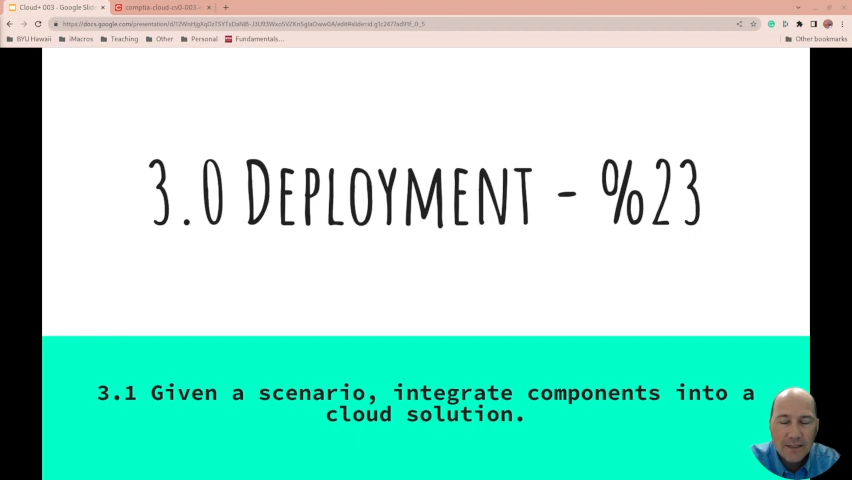 Cloud+ 003 - Google Slid
comptia-cloud-cv0-003-
BYU Hawaii
iMacros
Teaching
Other
Personal
Fundamentals...
Other bookmarks
3.0 Deployment - %23
3.1 Given a scenario, integrate components into a
cloud solution.